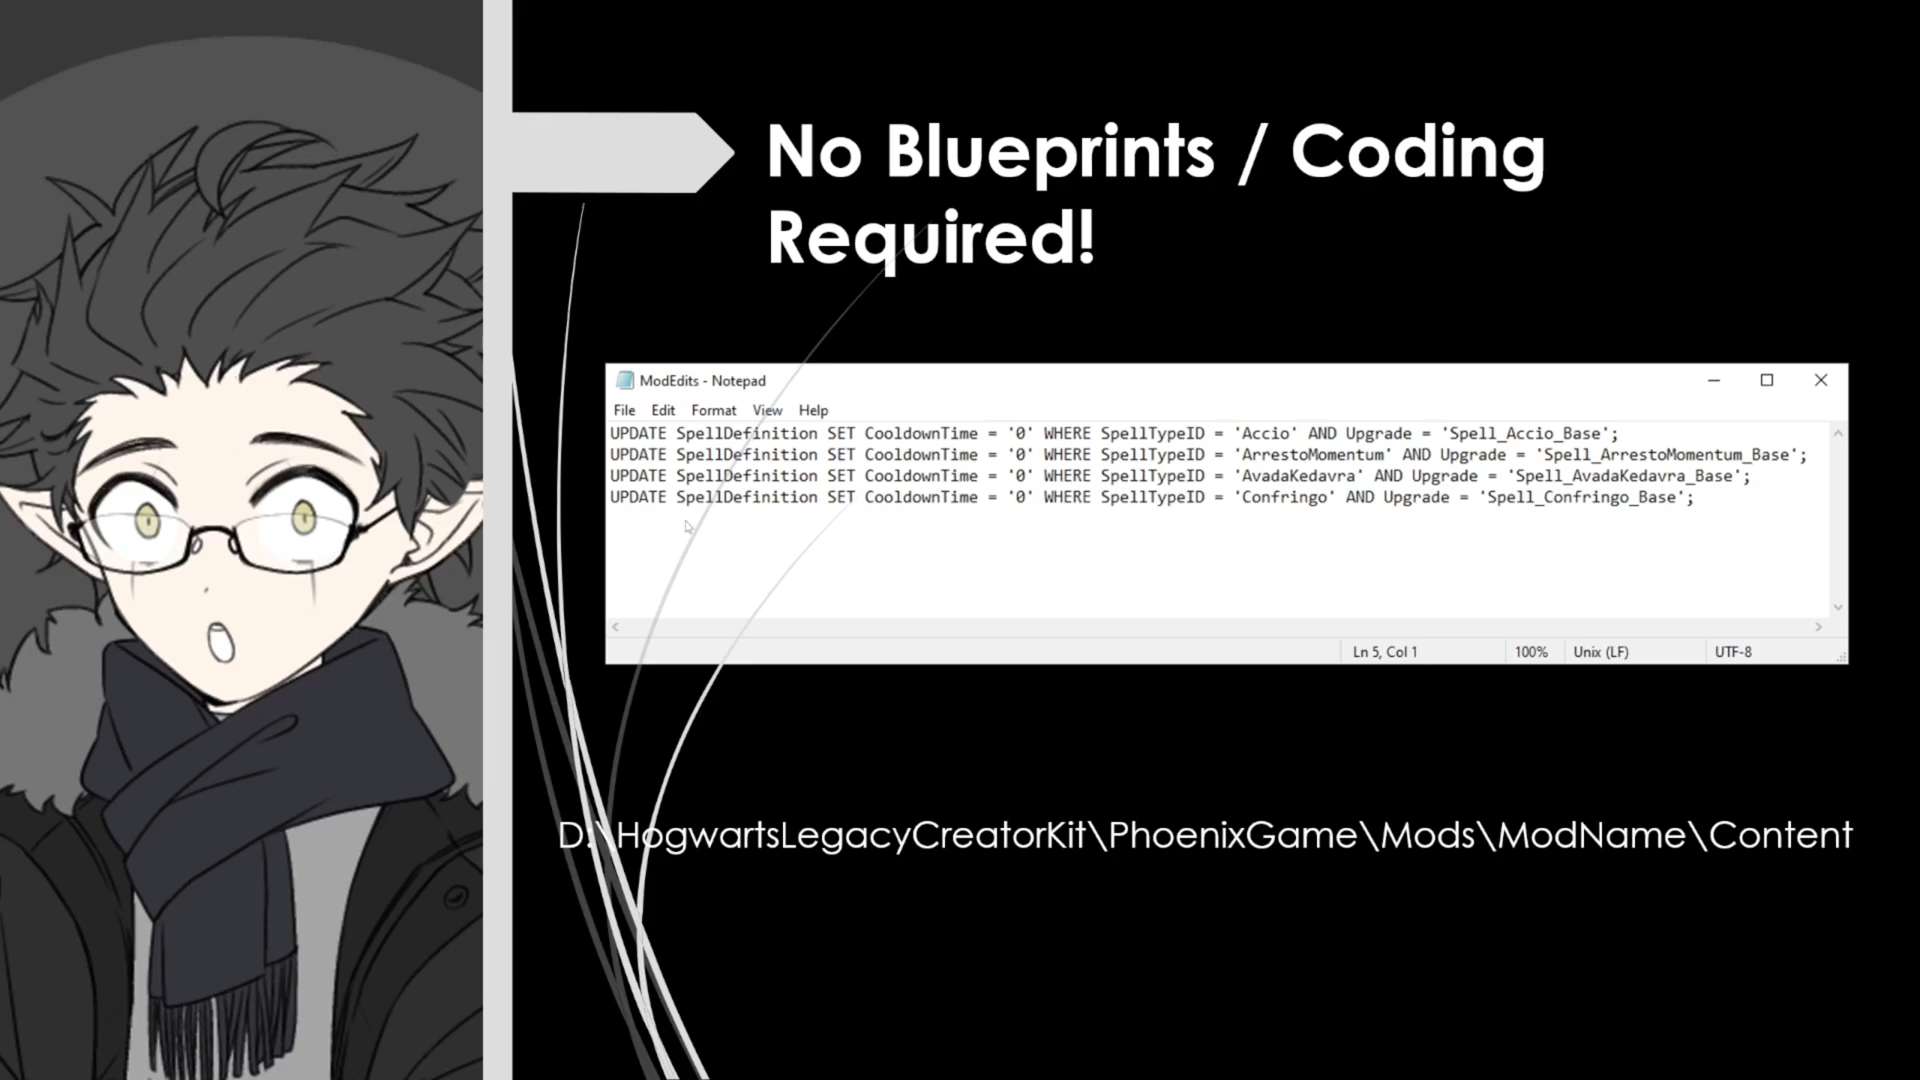 No Blueprints / Coding
Required!
ModEdits - Notepad
File Edit Format View Help
UPDATE SpellDefinition SET CooldownTime = '0' WHERE SpellTypeID = 'Accio' AND Upgrade = 'Spell_Accio_Base';
UPDATE SpellDefinition SET CooldownTime = '0' WHERE SpellTypeID = 'ArrestoMomentum' AND Upgrade = 'Spell_ArrestoMomentum_Base';
UPDATE SpellDefinition SET CooldownTime = '0' WHERE SpellTypeID = 'AvadaKedavra' AND Upgrade = 'Spell_AvadaKedavra_Base';
UPDATE SpellDefinition SET CooldownTime = '0' WHERE SpellTypeID = 'Confringo' AND Upgrade = 'Spell_Confringo_Base';
Ln 5, Col 1 100% Unix (LF) UTF-8
D:\HogwartsLegacyCreatorKit\PhoenixGame\Mods\ModName\Content